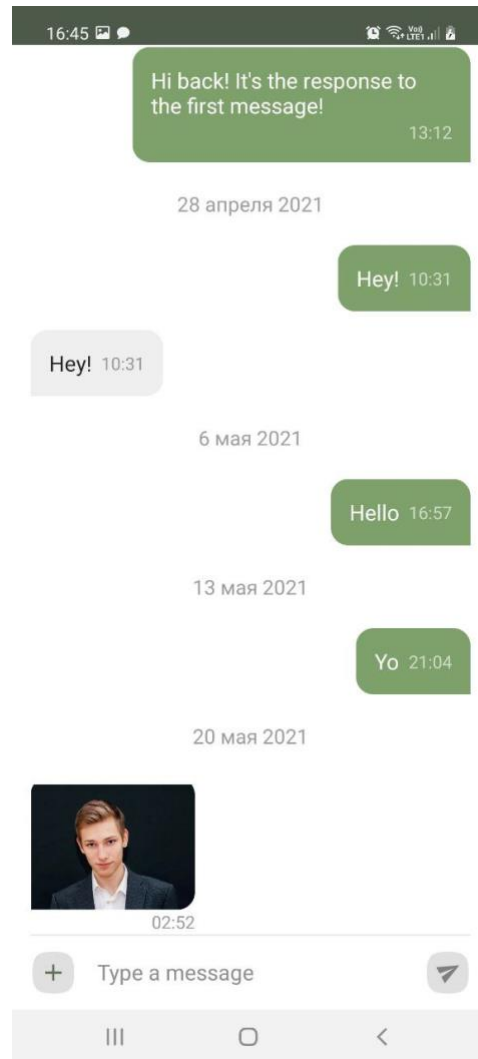 16:45
Vo))
LTE1
Hi back! It's the response to
the first message!
13:12
28 апреля 2021
Hey! 10:31
Hey! 10:31
6 мая 2021
Hello 16:57
13 мая 2021
Yo 21:04
20 мая 2021
02:52
+ Type a message